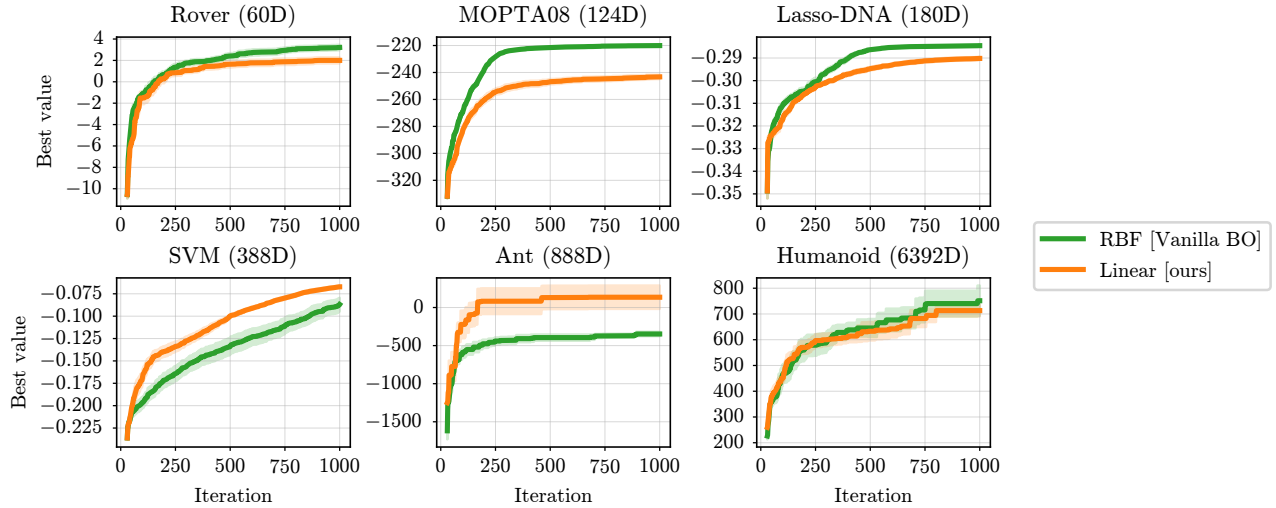 Rover (60D)
MOPTA08 (124D)
Lasso-DNA (180D)
Best value
4
2
0
−2
−4
−6
−8
−10
0 250 500 750 1000
−220
−240
−260
−280
−300
−320
0 250 500 750 1000
−0.29
−0.30
−0.31
−0.32
−0.33
−0.34
−0.35
0 250 500 750 1000
SVM (388D)
Ant (888D)
Humanoid (6392D)
Best value
−0.075
−0.100
−0.125
−0.150
−0.175
−0.200
−0.225
0 250 500 750 1000
Iteration
0
−500
−1000
−1500
0 250 500 750 1000
Iteration
800
700
600
500
400
300
200
0 250 500 750 1000
Iteration
RBF [Vanilla BO]
Linear [ours]